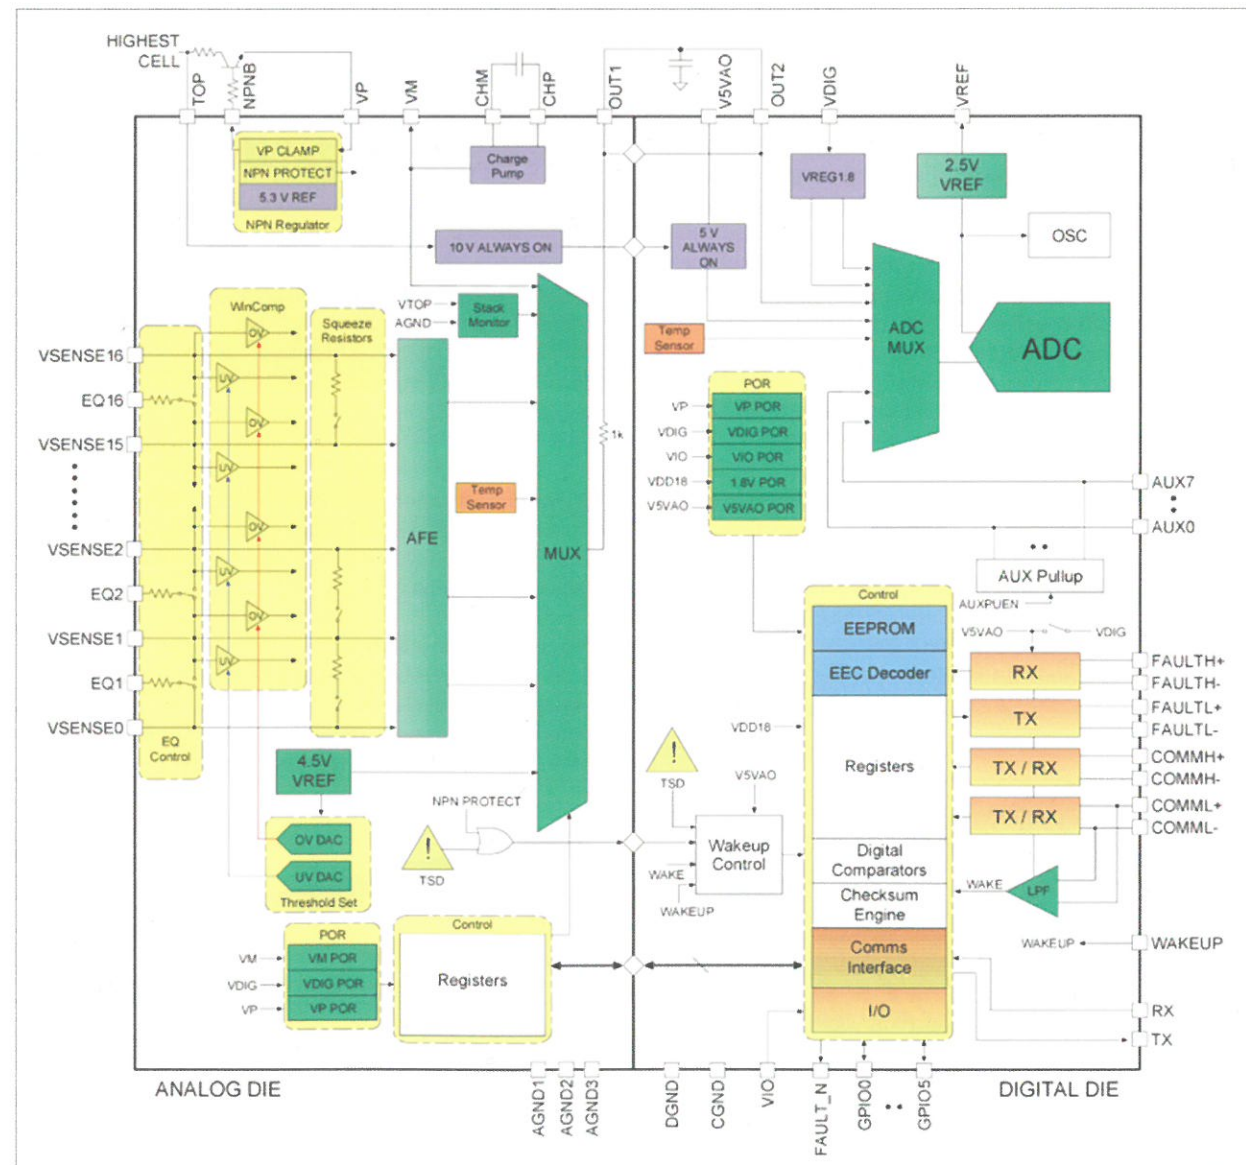 HIGHEST
CELL
TOP
NPNB
VP
VM
CHM
CHP
OUT1
V5VAO
OUT2
VDIG
VREF
VP CLAMP
NPN PROTECT
5.3 V REF
NPN Regulator
Charge
Pump
VREG1.8
2.5V
VREF
OSC
10 V ALWAYS ON
5 V
ALWAYS
ON
WinComp
Squeeze
Resistors
VTOP
AGND
Stack
Monitor
Temp
Sensor
ADC
MUX
ADC
VSENSE16
EQ16
VSENSE15
VSENSE2
EQ2
VSENSE1
EQ1
VSENSE0
OV
UV
OV
UV
OV
UV
OV
UV
EQ
Control
AFE
Temp
Sensor
MUX
1k
POR
VP
VP POR
VDIG
VDIG POR
VIO
VIO POR
VDD18
1.8V POR
V5VAO
V5VAO POR
AUX7
AUX0
AUX Pullup
AUXPUEN
V5VAO
VDIG
Control
EEPROM
EEC Decoder
Registers
Digital
Comparators
Checksum
Engine
Comms
Interface
I/O
RX
TX
TX / RX
TX / RX
LPF
WAKE
FAULTH+
FAULTH-
FAULTL+
FAULTL-
COMMH+
COMMH-
COMML+
COMML-
WAKEUP
WAKEUP
RX
TX
VDD18
!
TSD
V5VAO
Wakeup
Control
WAKE
WAKEUP
4.5V
VREF
OV DAC
UV DAC
Threshold Set
NPN PROTECT
!
TSD
POR
VM
VM POR
VDIG
VDIG POR
VP
VP POR
Control
Registers
ANALOG DIE
AGND1
AGND2
AGND3
DGND
CGND
VIO
FAULT_N
GPIO0
GPIO5
DIGITAL DIE